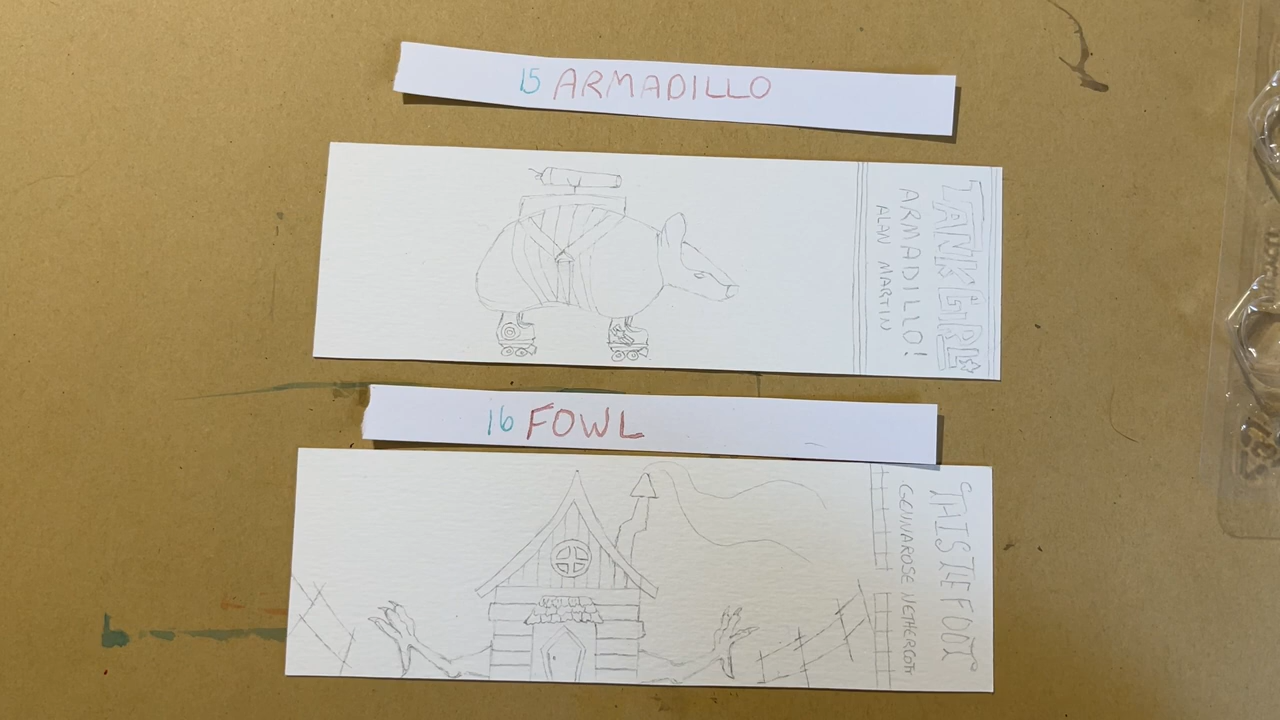 15 ARMADILLO
TANK GIRL
ARMADILLO!
ALAN MARTIN
16 FOWL
THISTLEFOOT
GENNAROSE NETHERCOTT